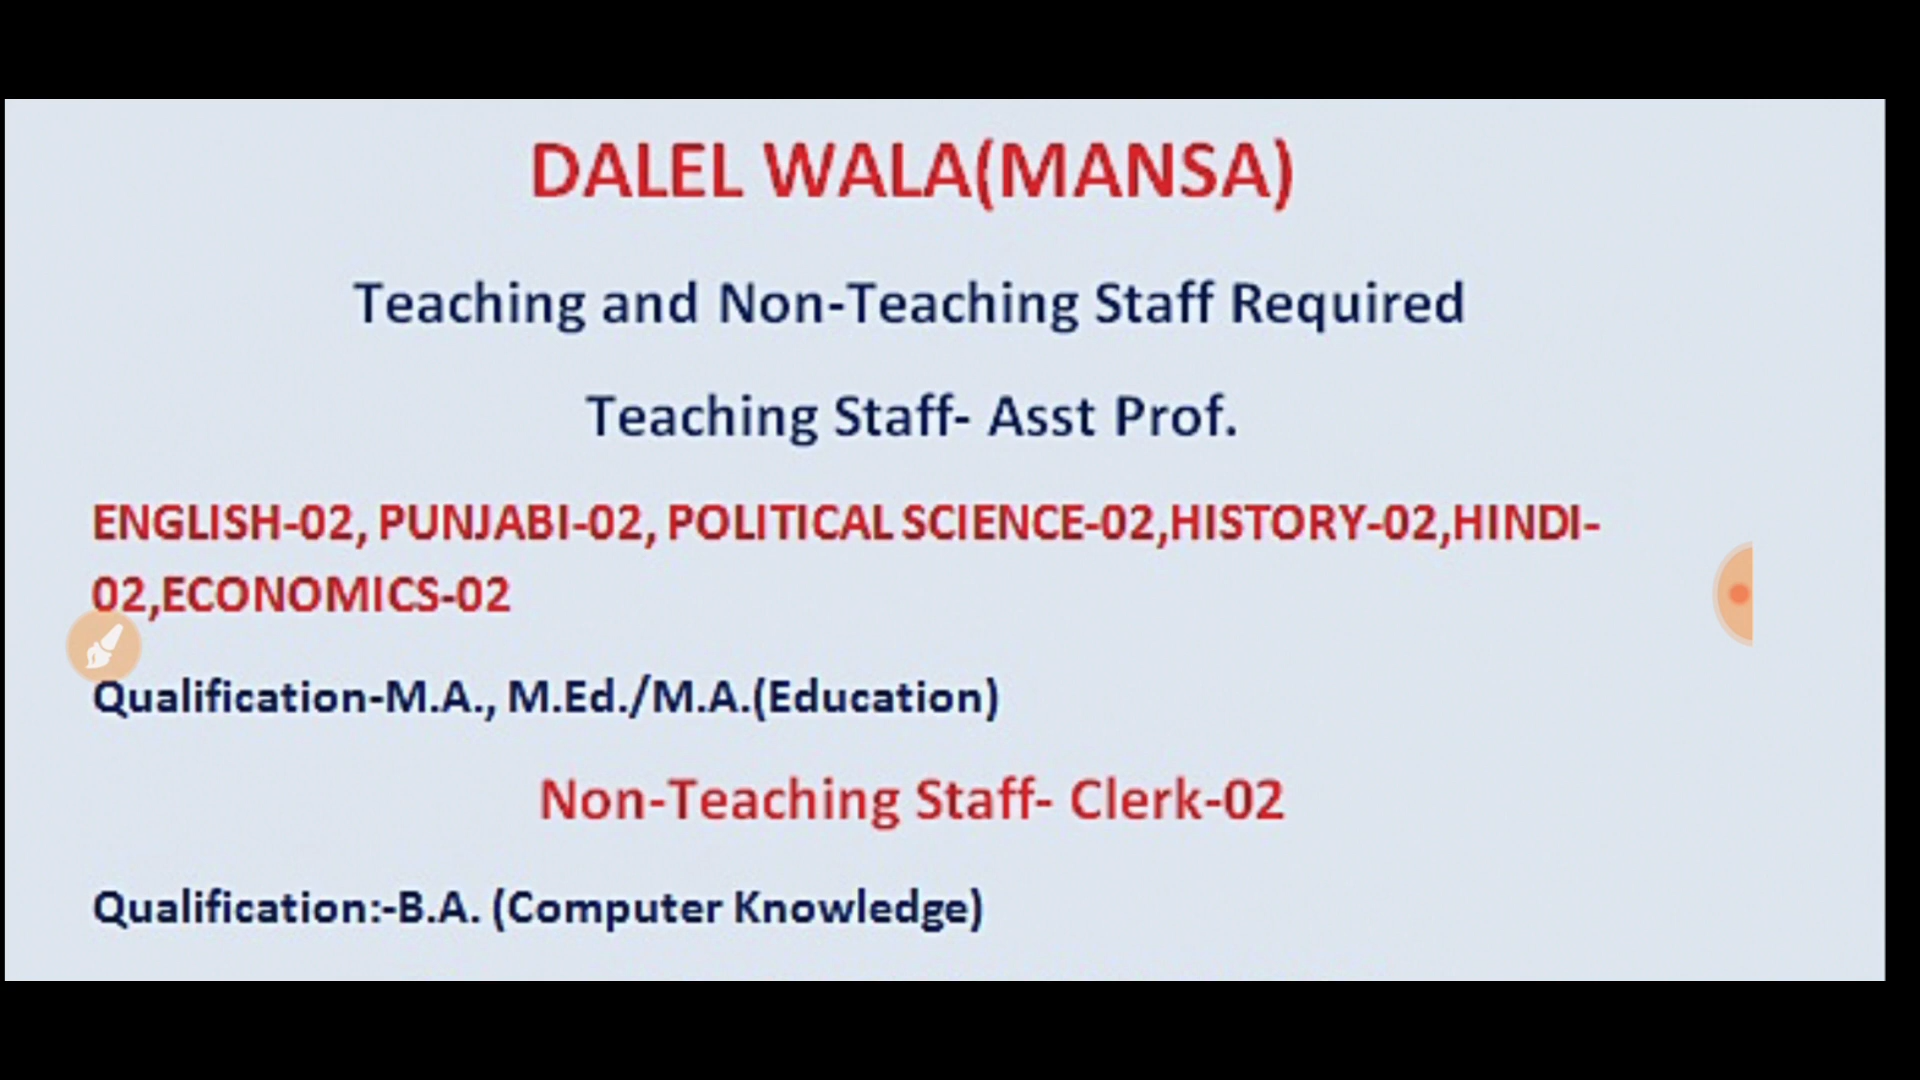 DALEL WALA(MANSA)
Teaching and Non-Teaching Staff Required
Teaching Staff- Asst Prof.
ENGLISH-02, PUNJABI-02, POLITICAL SCIENCE-02,HISTORY-02,HINDI-
02,ECONOMICS-02
Qualification-M.A., M.Ed./M.A.(Education)
Non-Teaching Staff- Clerk-02
Qualification:-B.A. (Computer Knowledge)